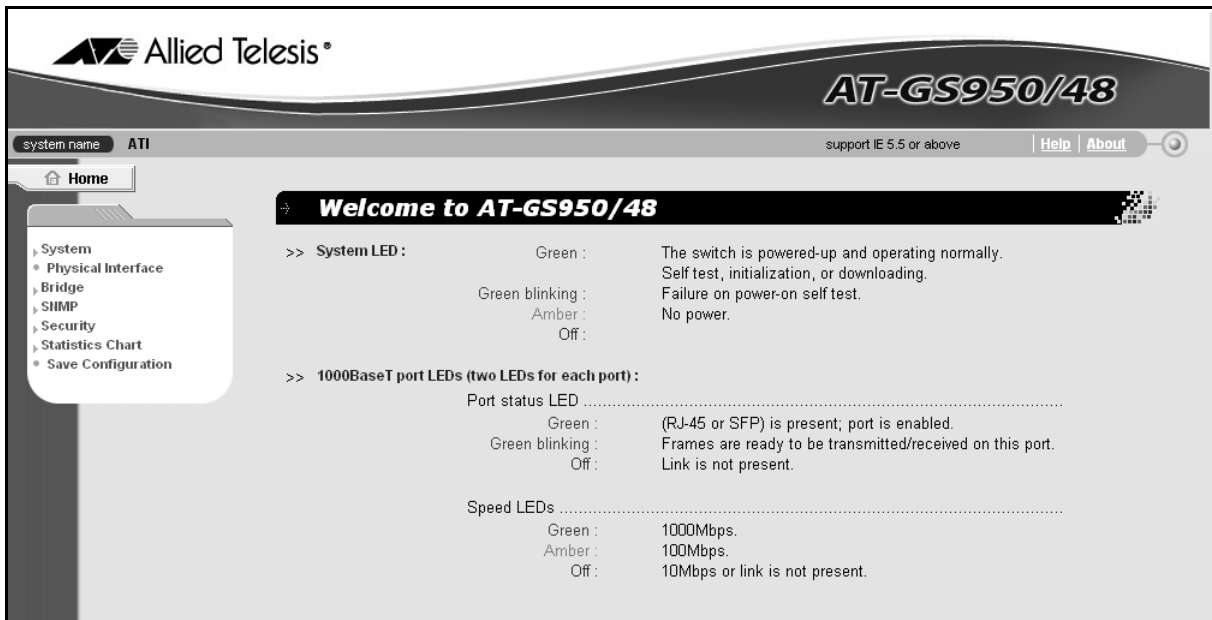 Allied Telesis®
AT-GS950/48
system name ATI support IE 5.5 or above Help About
Home
System
Physical Interface
Bridge
SNMP
Security
Statistics Chart
Save Configuration
Welcome to AT-GS950/48
>> System LED : Green : The switch is powered-up and operating normally.
Self test, initialization, or downloading.
Green blinking : Failure on power-on self test.
Amber : No power.
Off :
>> 1000BaseT port LEDs (two LEDs for each port) :
Port status LED ................................................................
Green : (RJ-45 or SFP) is present; port is enabled.
Green blinking : Frames are ready to be transmitted/received on this port.
Off : Link is not present.
Speed LEDs ................................................................
Green : 1000Mbps.
Amber : 100Mbps.
Off : 10Mbps or link is not present.